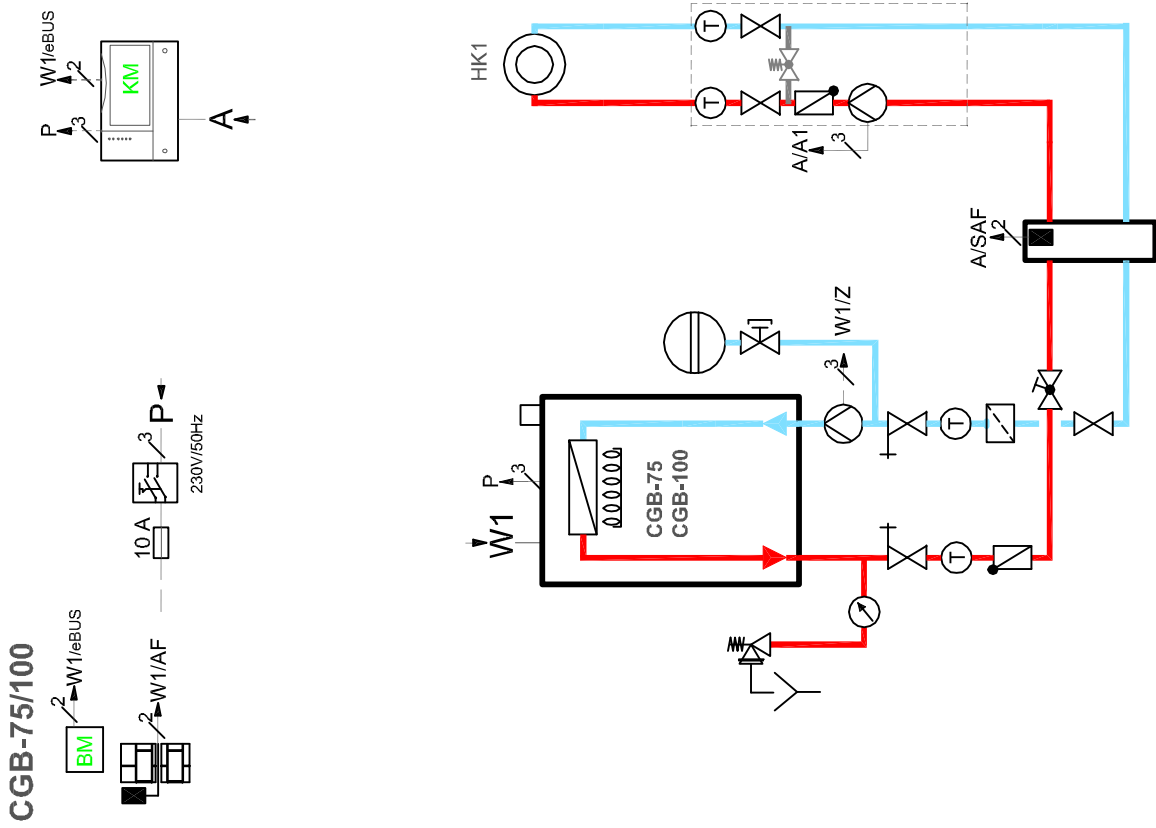 CGB-75/100
BM
2
W1/eBUS
2
W1/AF
10 A
230V/50Hz
3
P
P
3
W1/eBUS
2
KM
A
W1
P
3
CGB-75
CGB-100
3
W1/Z
T
T
A/SAF
2
HK1
T
T
A/A1
3